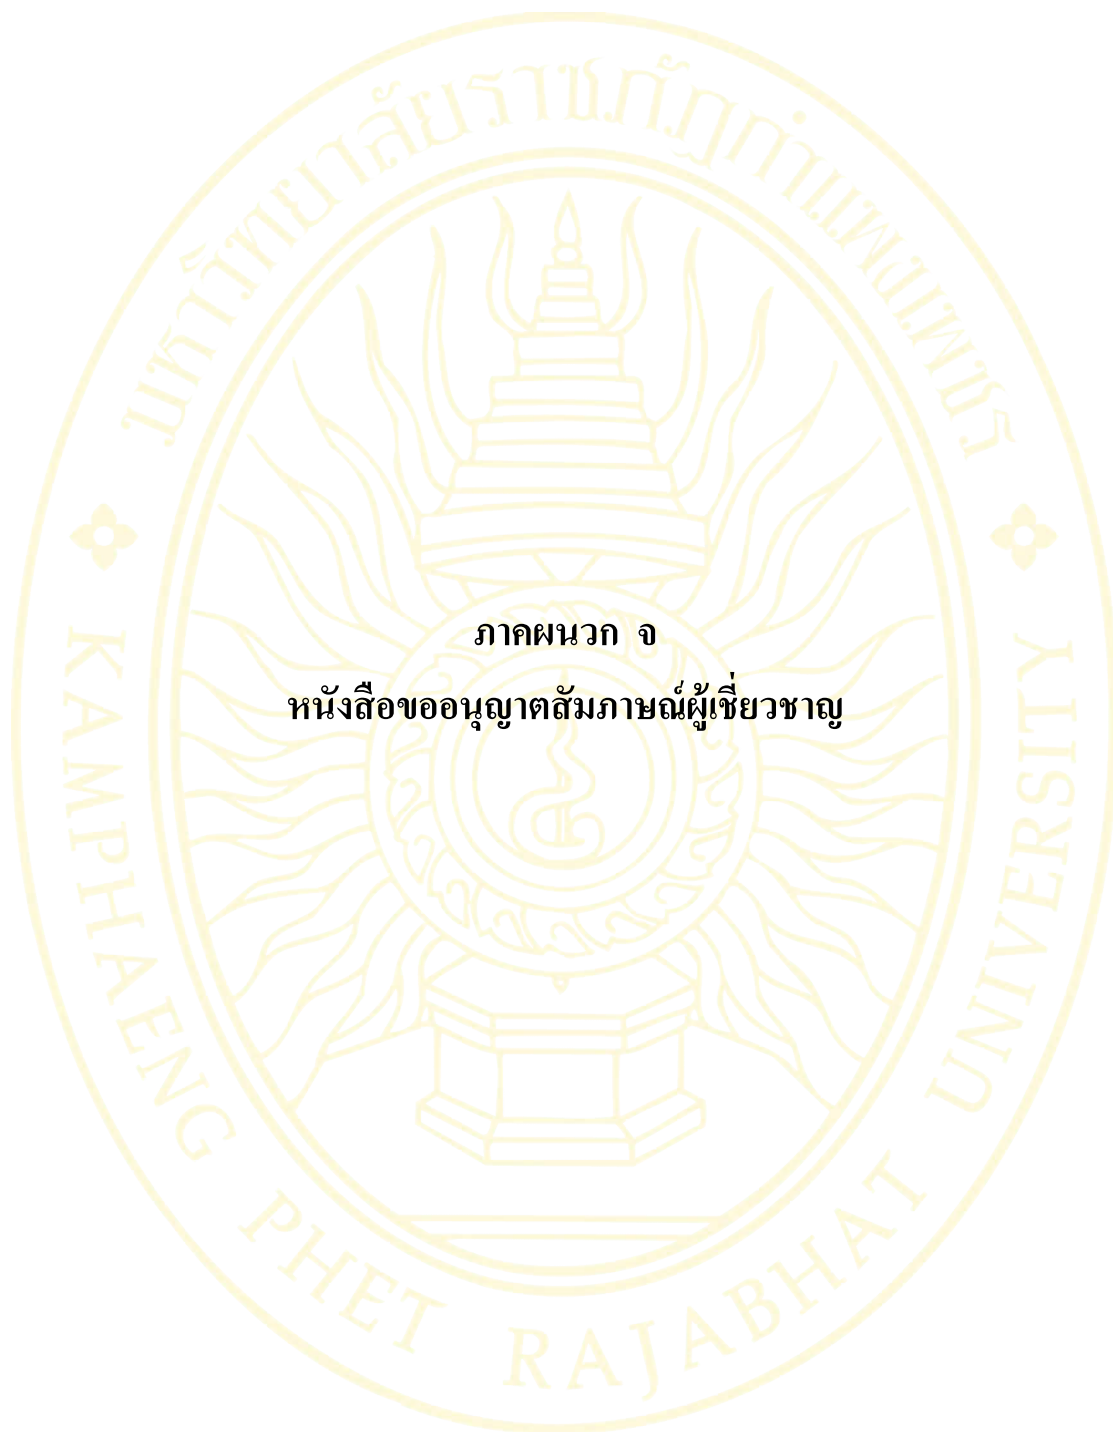 มหาวิทยาลัยราชภัฏกำแพงเพชร
ภาคผนวก จ
หนังสือขออนุญาตสัมภาษณ์ผู้เชี่ยวชาญ
KAMPHAENG PHET RAJABHAT UNIVERSITY